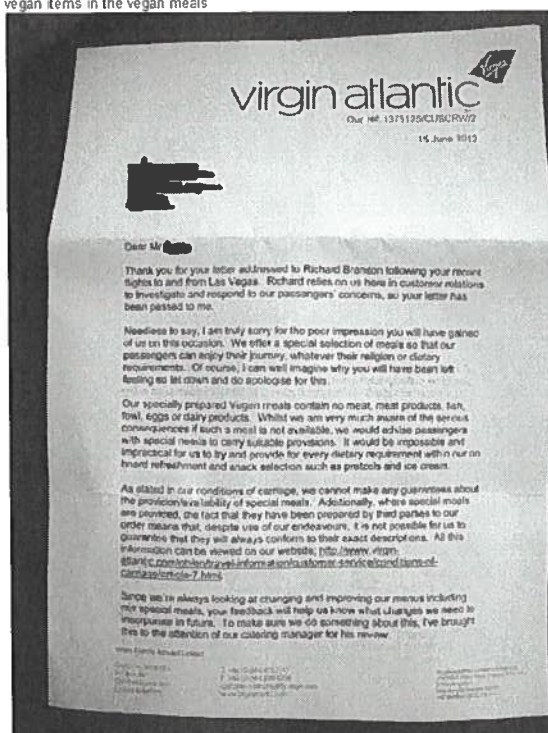 vegan items in the vegan meals
virgin atlantic
Our ref:
June
Dear Mr
Thank you for your letter addressed to Richard Branson following your recent
flights to and from Las Vegas. Richard relies on us here in customer relations
to investigate and respond to our passengers' concerns, so your letter has
been passed to me.
Needless to say, I am truly sorry for the poor impression you will have gained
of us on this occasion. We offer a special selection of meals so that our
passengers can enjoy their journey, whatever their religion or dietary
requirements. Of course, I can well imagine why you will have been left
feeling so let down and do apologise for this.
Our specially prepared Vegan meals contain no meat, meat products, fish,
fowl, eggs or dairy products. Whilst we are very much aware of the serious
consequences if such a meal is not available, we would advise passengers
with special needs to carry suitable provisions. It would be impossible and
impractical for us to try and provide for every dietary requirement within our on
board refreshment and snack selection such as pretzels and ice cream.
As stated in our conditions of carriage, we cannot make any guarantees about
the provision/availability of special meals. Additionally, where special meals
are provided, the fact that they have been prepared by third parties to our
order means that, despite use of our endeavours, it is not possible for us to
guarantee that they will always conform to their exact descriptions. All this
information can be viewed on our website, http://www.virgin-
Since we're always looking at changing and improving our menus including
our special meals, your feedback will help us know what changes we need to
incorporate in future. To make sure we do something about this, I've brought
this to the attention of our catering manager for his review.